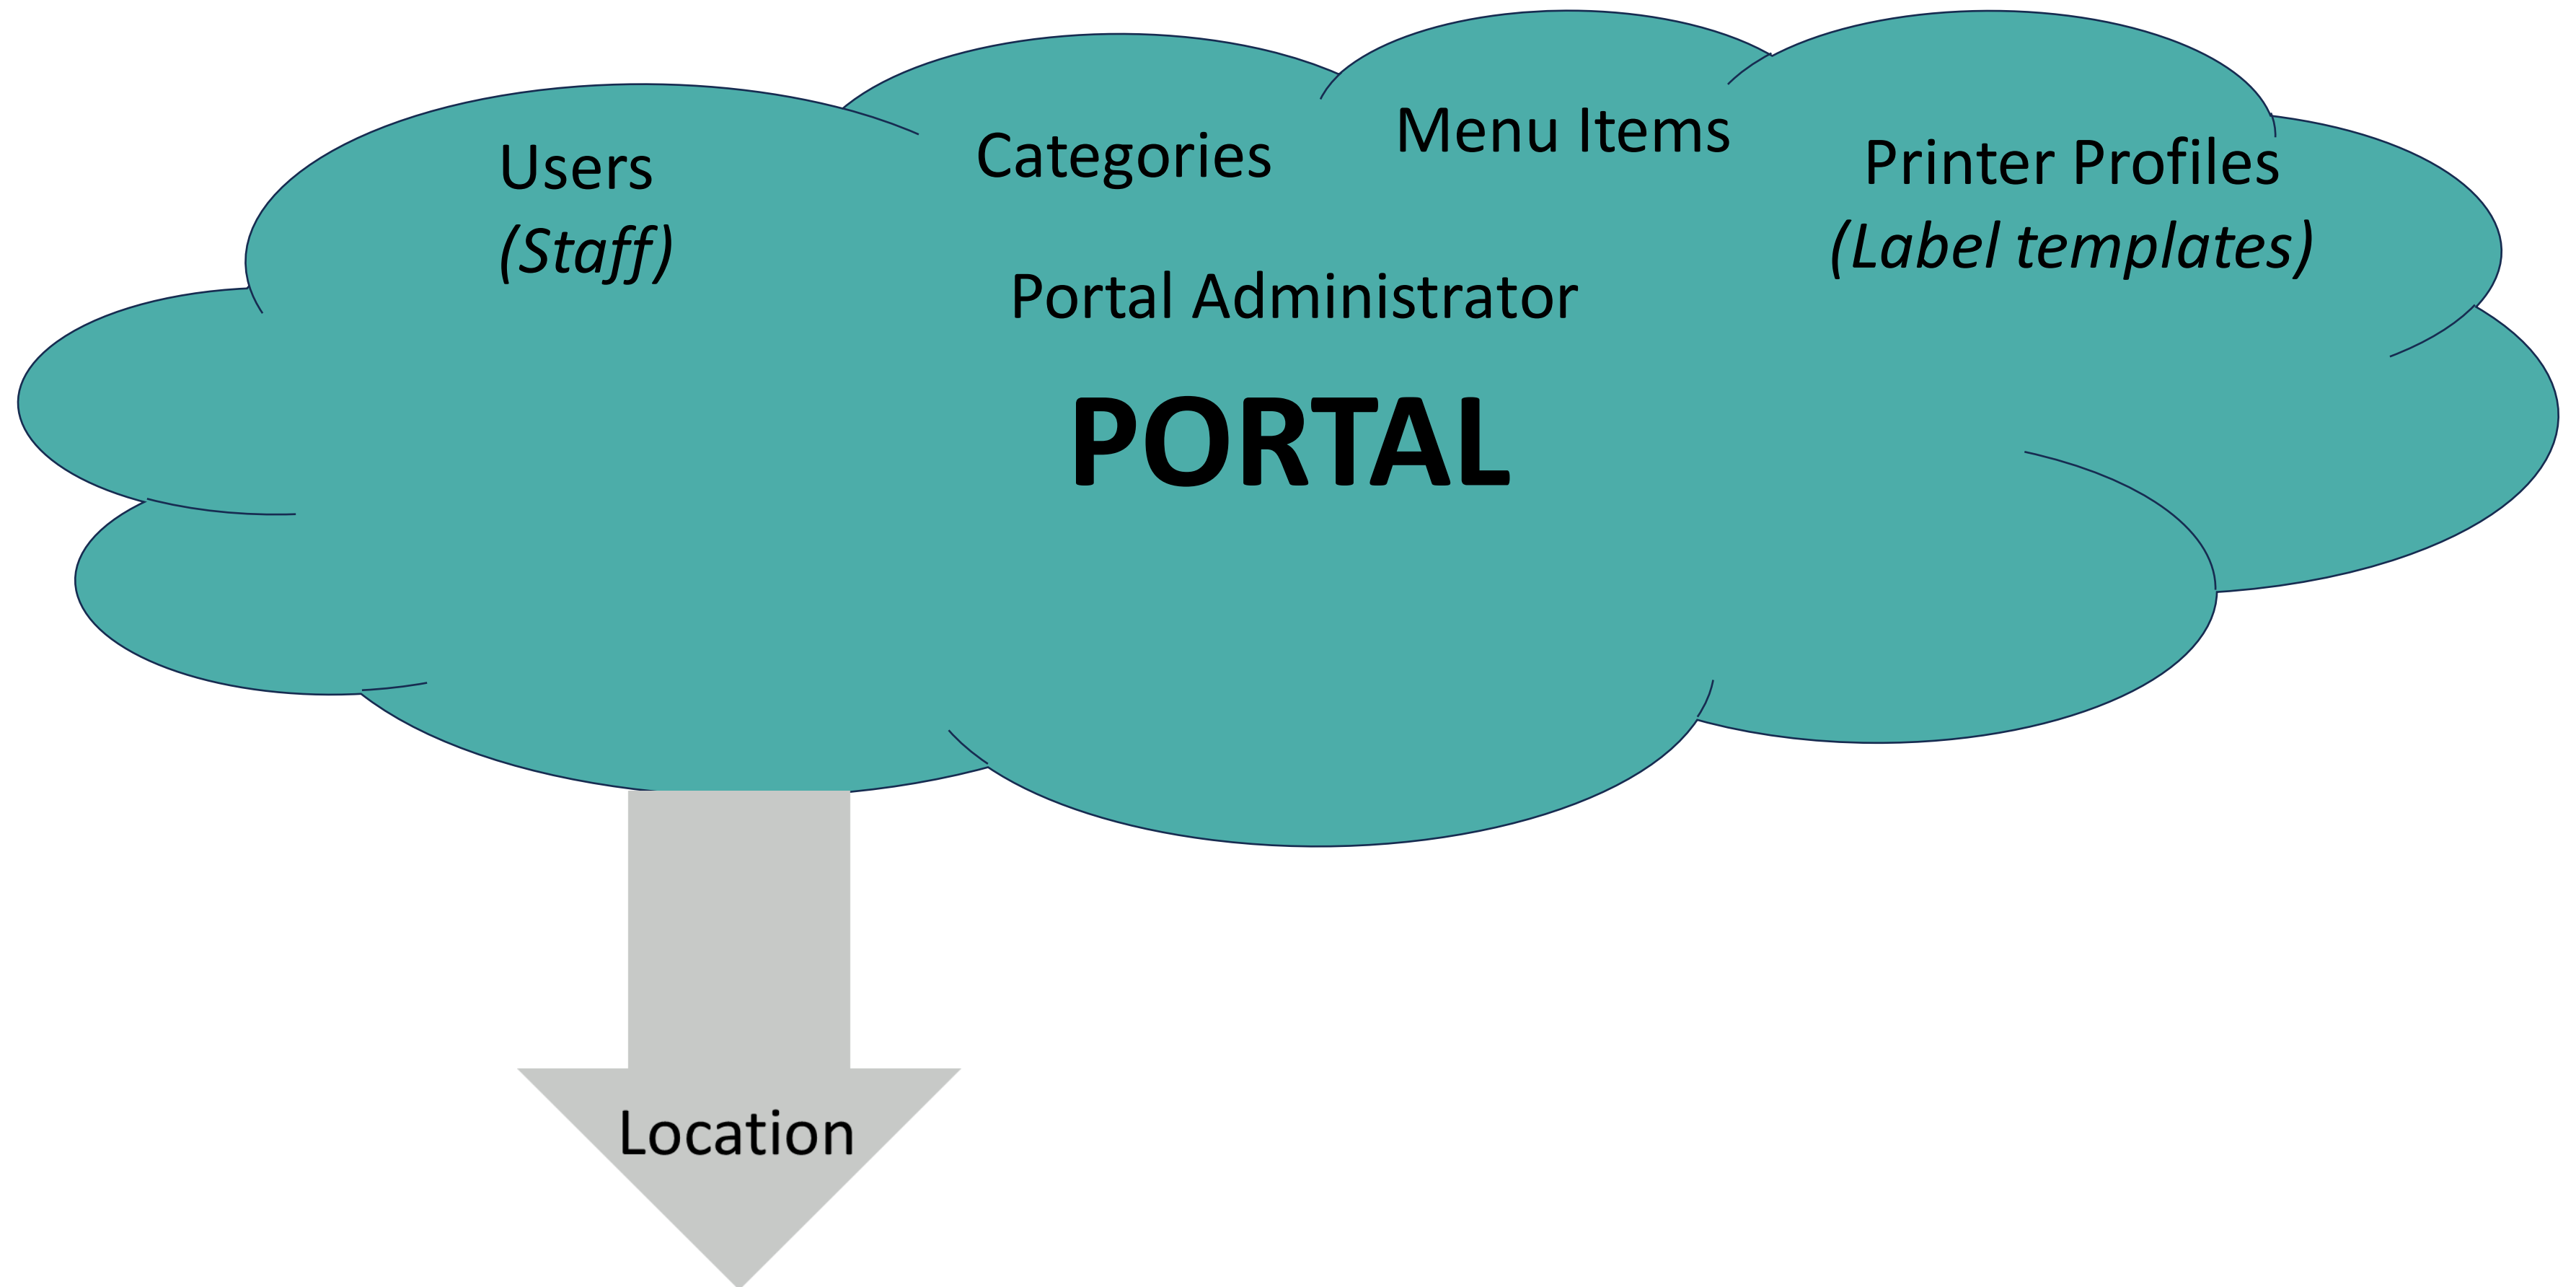 Users
(Staff)
Categories
Menu Items
Printer Profiles
(Label templates)
Portal Administrator
PORTAL
Location